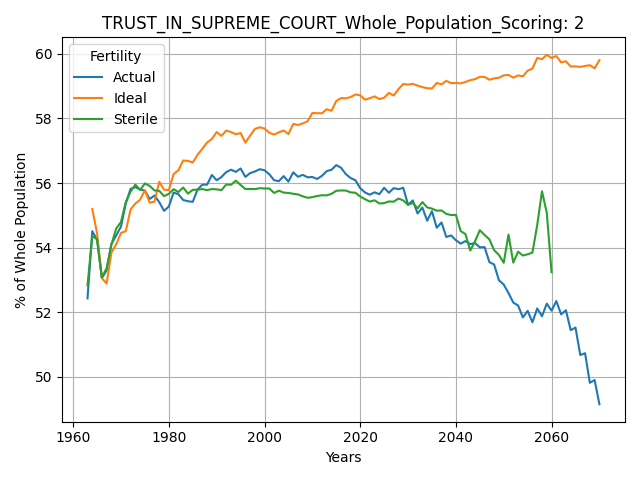 TRUST_IN_SUPREME_COURT_Whole_Population_Scoring: 2
% of Whole Population
60
58
56
54
52
50
Fertility
Actual
Ideal
Sterile
1960 1980 2000 2020 2040 2060
Years